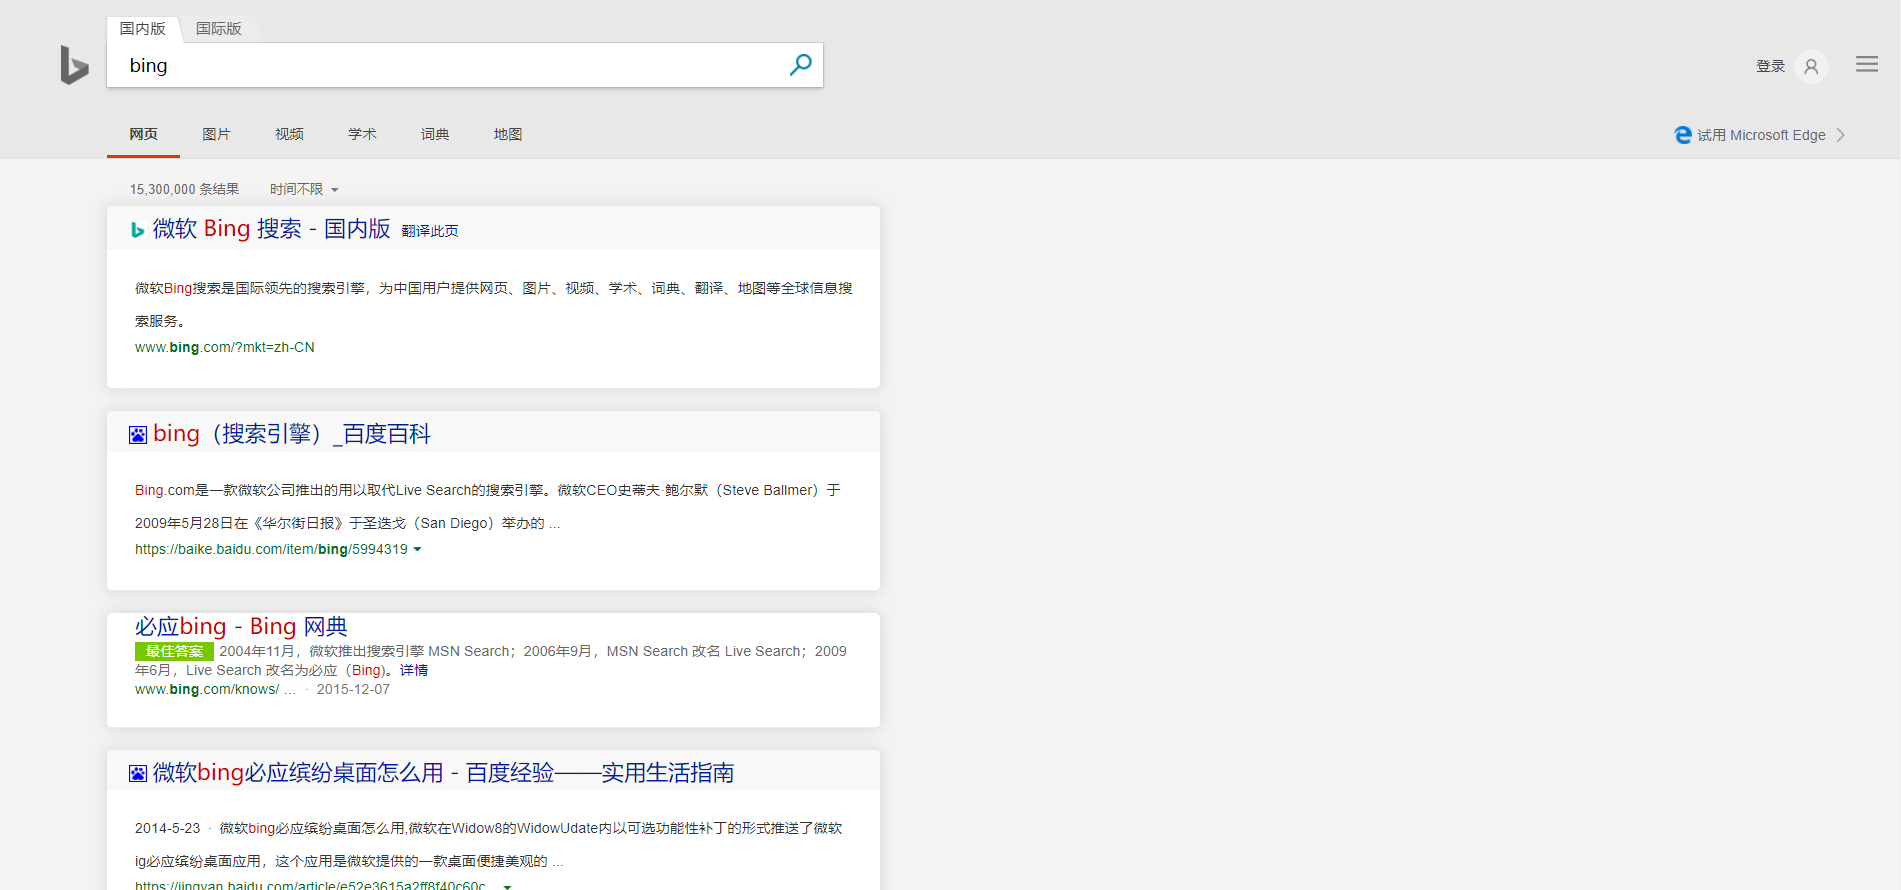 国内版 国际版
bing
登录
网页 图片 视频 学术 词典 地图
试用 Microsoft Edge
15,300,000 条结果 时间不限
微软 Bing 搜索 - 国内版 翻译此页
微软Bing搜索是国际领先的搜索引擎，为中国用户提供网页、图片、视频、学术、词典、翻译、地图等全球信息搜
索服务。
www.bing.com/?mkt=zh-CN
bing（搜索引擎）_百度百科
Bing.com是一款微软公司推出的用以取代Live Search的搜索引擎。微软CEO史蒂夫·鲍尔默（Steve Ballmer）于
2009年5月28日在《华尔街日报》于圣迭戈（San Diego）举办的 ...
https://baike.baidu.com/item/bing/5994319
必应bing - Bing 网典
最佳答案 2004年11月，微软推出搜索引擎 MSN Search；2006年9月，MSN Search 改名 Live Search；2009
年6月，Live Search 改名为必应（Bing)。详情
www.bing.com/knows/ … · 2015-12-07
微软bing必应缤纷桌面怎么用 - 百度经验——实用生活指南
2014-5-23 · 微软bing必应缤纷桌面怎么用,微软在Widow8的WidowUdate内以可选功能性补丁的形式推送了微软
ig必应缤纷桌面应用，这个应用是微软提供的一款桌面便捷美观的 ...
https://jingyan.baidu.com/article/e52e3615a2ff8f40c60c…